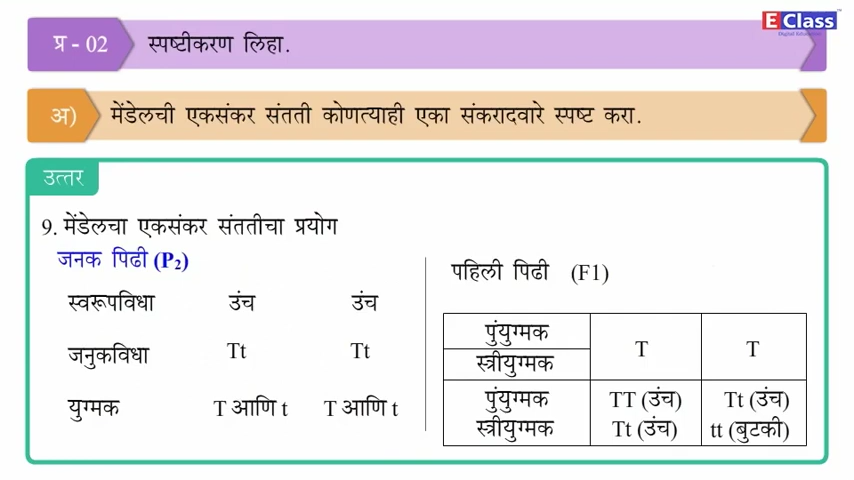 EClass
Digital Education
प्र - 02 स्पष्टीकरण लिहा.
अ) मेंडेलची एकसंकर संतती कोणत्याही एका संकरादवारे स्पष्ट करा.
उत्तर
9. मेंडेलचा एकसंकर संततीचा प्रयोग
जनक पिढी (P₂)
स्वरूपविधा उंच उंच
जनुकविधा Tt Tt
युग्मक T आणि t T आणि t
पहिली पिढी (F1)
पुंयुग्मक
स्त्रीयुग्मक T T
पुंयुग्मक TT (उंच) Tt (उंच)
स्त्रीयुग्मक Tt (उंच) tt (बुटकी)